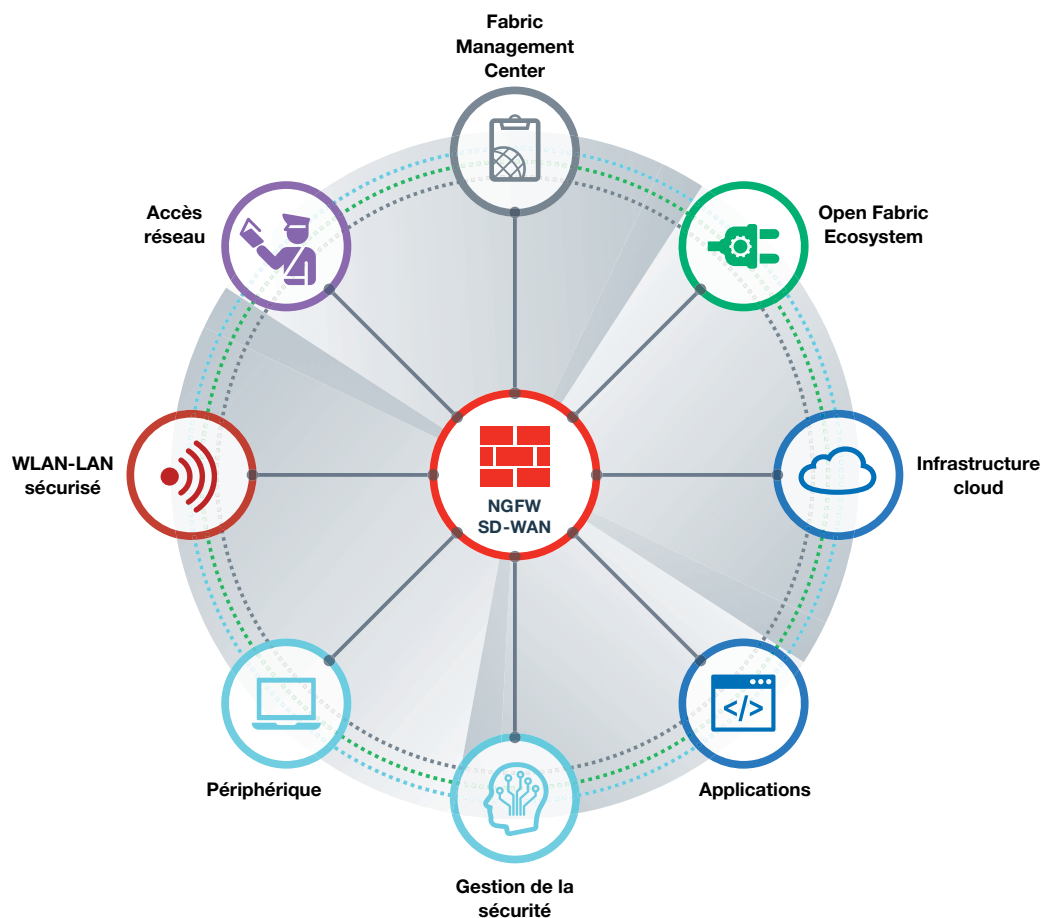 Fabric
Management
Center
Accès
réseau
Open Fabric
Ecosystem
WLAN-LAN
sécurisé
NGFW
SD-WAN
Infrastructure
cloud
</>
Périphérique
Applications
Gestion de la
sécurité